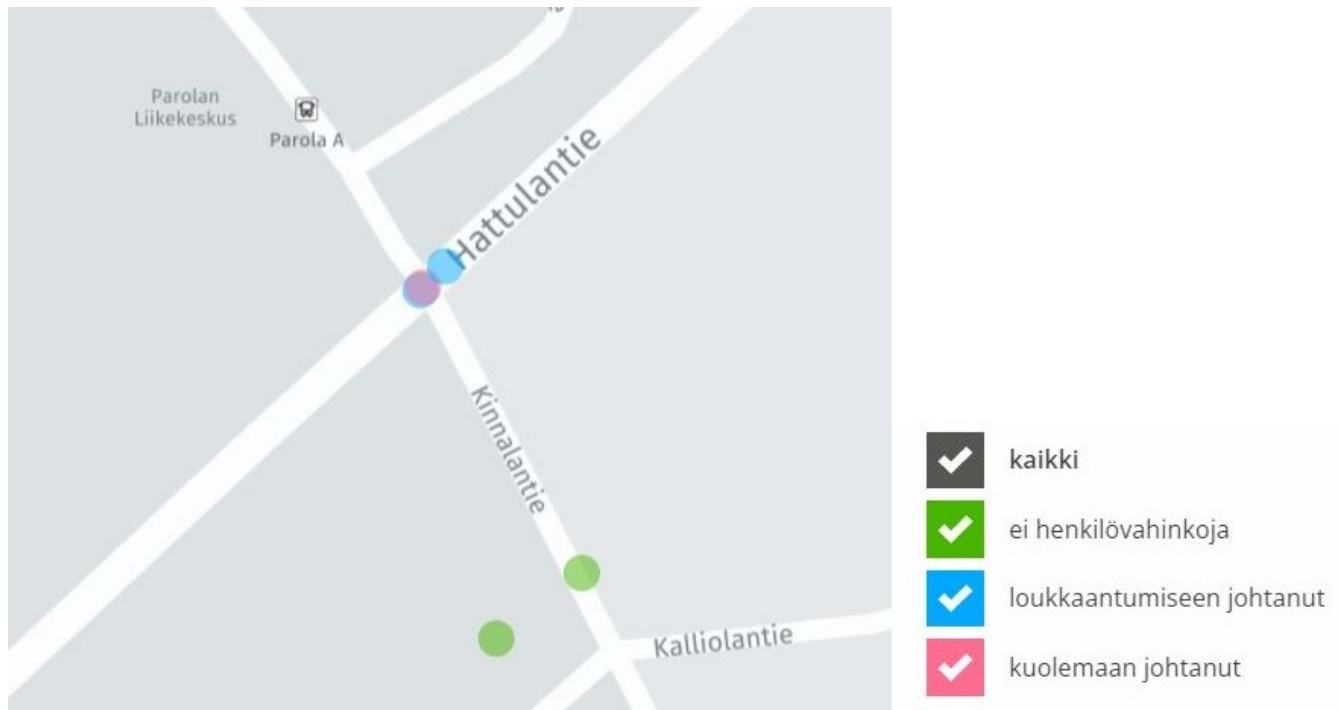 Parolan
Liikekeskus
Parola A
Hattulantie
Kinnalantie
Kalliolantie
kaikki
ei henkilövahinkoja
loukkaantumiseen johtanut
kuolemaan johtanut